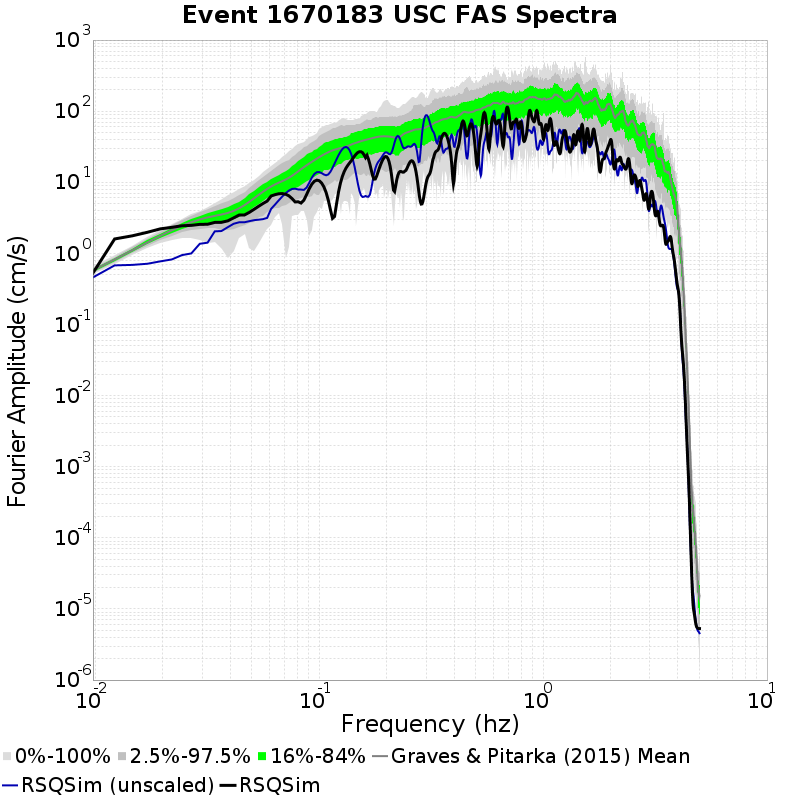 Event 1670183 USC FAS Spectra
10^3
10^2
10^1
10^0
10^-1
10^-2
10^-3
10^-4
10^-5
10^-6
Fourier Amplitude (cm/s)
10^-2 10^-1 10^0 10^1
Frequency (hz)
0%-100% 2.5%-97.5% 16%-84% Graves & Pitarka (2015) Mean
RSQSim (unscaled) RSQSim